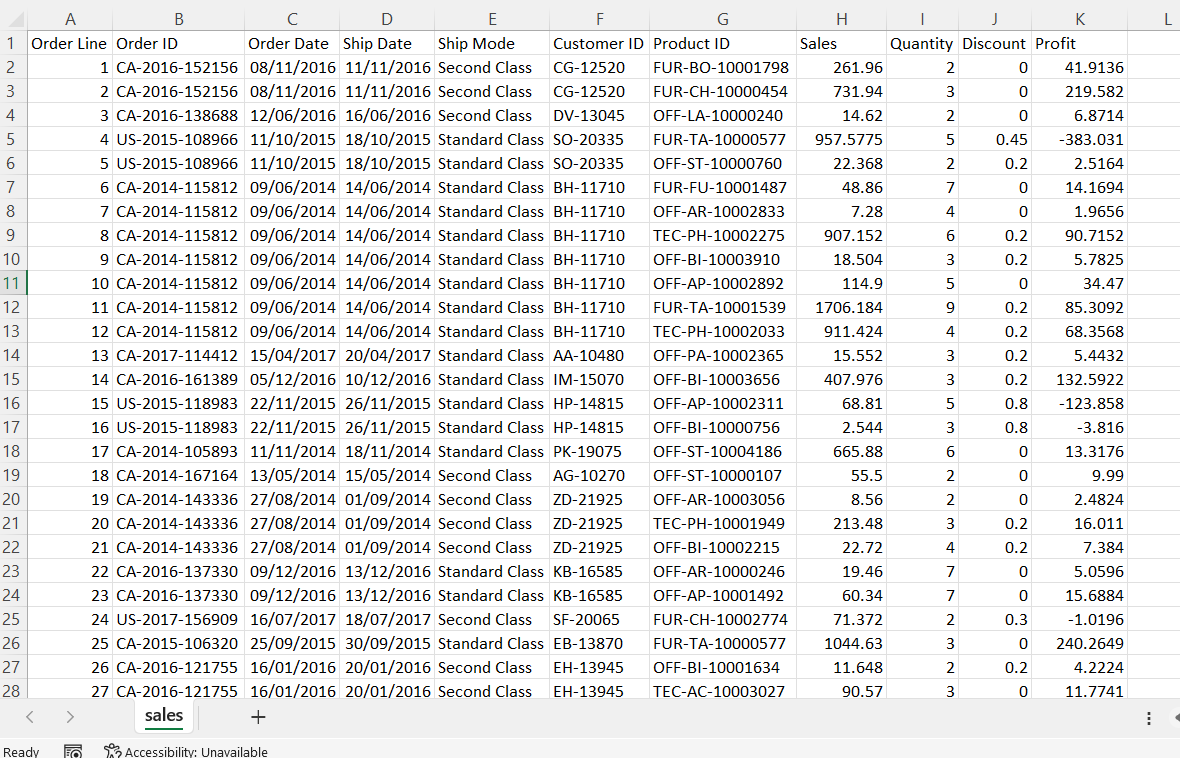 A B C D E F G H I J K L
1 Order Line Order ID Order Date Ship Date Ship Mode Customer ID Product ID Sales Quantity Discount Profit
2 1 CA-2016-152156 08/11/2016 11/11/2016 Second Class CG-12520 FUR-BO-10001798 261.96 2 0 41.9136
3 2 CA-2016-152156 08/11/2016 11/11/2016 Second Class CG-12520 FUR-CH-10000454 731.94 3 0 219.582
4 3 CA-2016-138688 12/06/2016 16/06/2016 Second Class DV-13045 OFF-LA-10000240 14.62 2 0 6.8714
5 4 US-2015-108966 11/10/2015 18/10/2015 Standard Class SO-20335 FUR-TA-10000577 957.5775 5 0.45 -383.031
6 5 US-2015-108966 11/10/2015 18/10/2015 Standard Class SO-20335 OFF-ST-10000760 22.368 2 0.2 2.5164
7 6 CA-2014-115812 09/06/2014 14/06/2014 Standard Class BH-11710 FUR-FU-10001487 48.86 7 0 14.1694
8 7 CA-2014-115812 09/06/2014 14/06/2014 Standard Class BH-11710 OFF-AR-10002833 7.28 4 0 1.9656
9 8 CA-2014-115812 09/06/2014 14/06/2014 Standard Class BH-11710 TEC-PH-10002275 907.152 6 0.2 90.7152
10 9 CA-2014-115812 09/06/2014 14/06/2014 Standard Class BH-11710 OFF-BI-10003910 18.504 3 0.2 5.7825
11 10 CA-2014-115812 09/06/2014 14/06/2014 Standard Class BH-11710 OFF-AP-10002892 114.9 5 0 34.47
12 11 CA-2014-115812 09/06/2014 14/06/2014 Standard Class BH-11710 FUR-TA-10001539 1706.184 9 0.2 85.3092
13 12 CA-2014-115812 09/06/2014 14/06/2014 Standard Class BH-11710 TEC-PH-10002033 911.424 4 0.2 68.3568
14 13 CA-2017-114412 15/04/2017 20/04/2017 Standard Class AA-10480 OFF-PA-10002365 15.552 3 0.2 5.4432
15 14 CA-2016-161389 05/12/2016 10/12/2016 Standard Class IM-15070 OFF-BI-10003656 407.976 3 0.2 132.5922
16 15 US-2015-118983 22/11/2015 26/11/2015 Standard Class HP-14815 OFF-AP-10002311 68.81 5 0.8 -123.858
17 16 US-2015-118983 22/11/2015 26/11/2015 Standard Class HP-14815 OFF-BI-10000756 2.544 3 0.8 -3.816
18 17 CA-2014-105893 11/11/2014 18/11/2014 Standard Class PK-19075 OFF-ST-10004186 665.88 6 0 13.3176
19 18 CA-2014-167164 13/05/2014 15/05/2014 Second Class AG-10270 OFF-ST-10000107 55.5 2 0 9.99
20 19 CA-2014-143336 27/08/2014 01/09/2014 Second Class ZD-21925 OFF-AR-10003056 8.56 2 0 2.4824
21 20 CA-2014-143336 27/08/2014 01/09/2014 Second Class ZD-21925 TEC-PH-10001949 213.48 3 0.2 16.011
22 21 CA-2014-143336 27/08/2014 01/09/2014 Second Class ZD-21925 OFF-BI-10002215 22.72 4 0.2 7.384
23 22 CA-2016-137330 09/12/2016 13/12/2016 Standard Class KB-16585 OFF-AR-10000246 19.46 7 0 5.0596
24 23 CA-2016-137330 09/12/2016 13/12/2016 Standard Class KB-16585 OFF-AP-10001492 60.34 7 0 15.6884
25 24 US-2017-156909 16/07/2017 18/07/2017 Second Class SF-20065 FUR-CH-10002774 71.372 2 0.3 -1.0196
26 25 CA-2015-106320 25/09/2015 30/09/2015 Standard Class EB-13870 FUR-TA-10000577 1044.63 3 0 240.2649
27 26 CA-2016-121755 16/01/2016 20/01/2016 Second Class EH-13945 OFF-BI-10001634 11.648 2 0.2 4.2224
28 27 CA-2016-121755 16/01/2016 20/01/2016 Second Class EH-13945 TEC-AC-10003027 90.57 3 0 11.7741
sales
Ready Accessibility: Unavailable